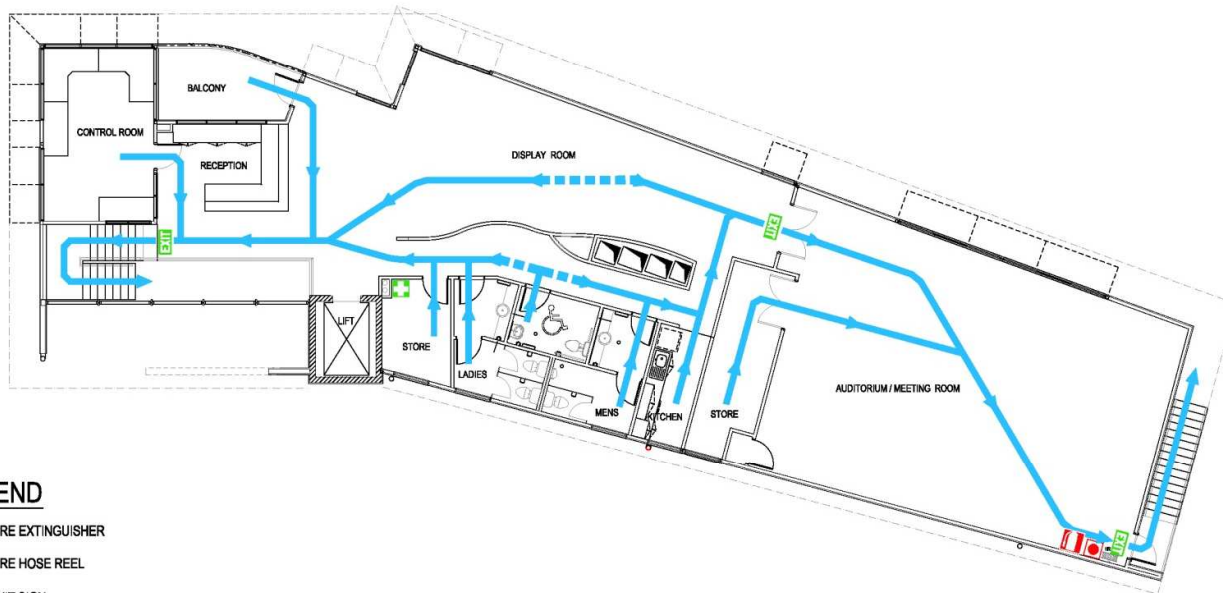 BALCONY
CONTROL ROOM
RECEPTION
DISPLAY ROOM
EXIT
EXIT
LIFT
STORE
LADIES
MENS
KITCHEN
STORE
AUDITORIUM / MEETING ROOM
EXIT
END
RE EXTINGUISHER
RE HOSE REEL